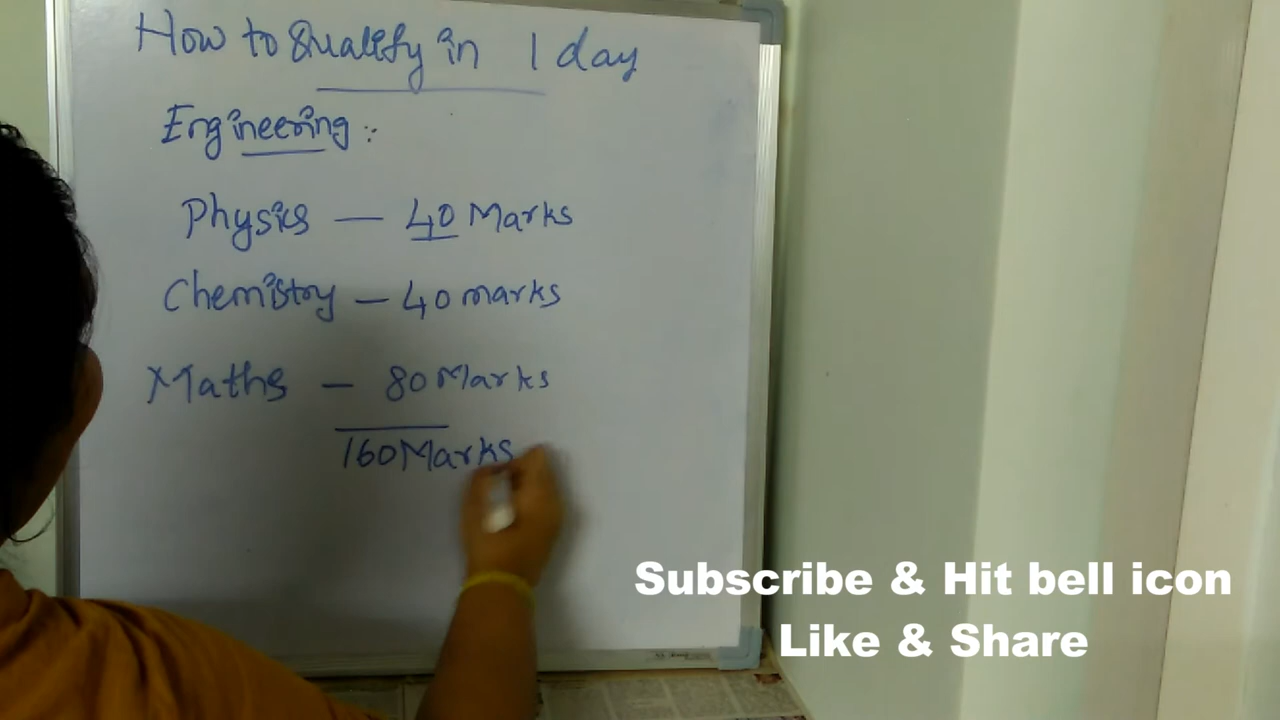 How to Qualify in 1 day
Engineering :
Physics — 40 Marks
Chemistry — 40 marks
Maths — 80 Marks
160 Marks
Subscribe & Hit bell icon
Like & Share